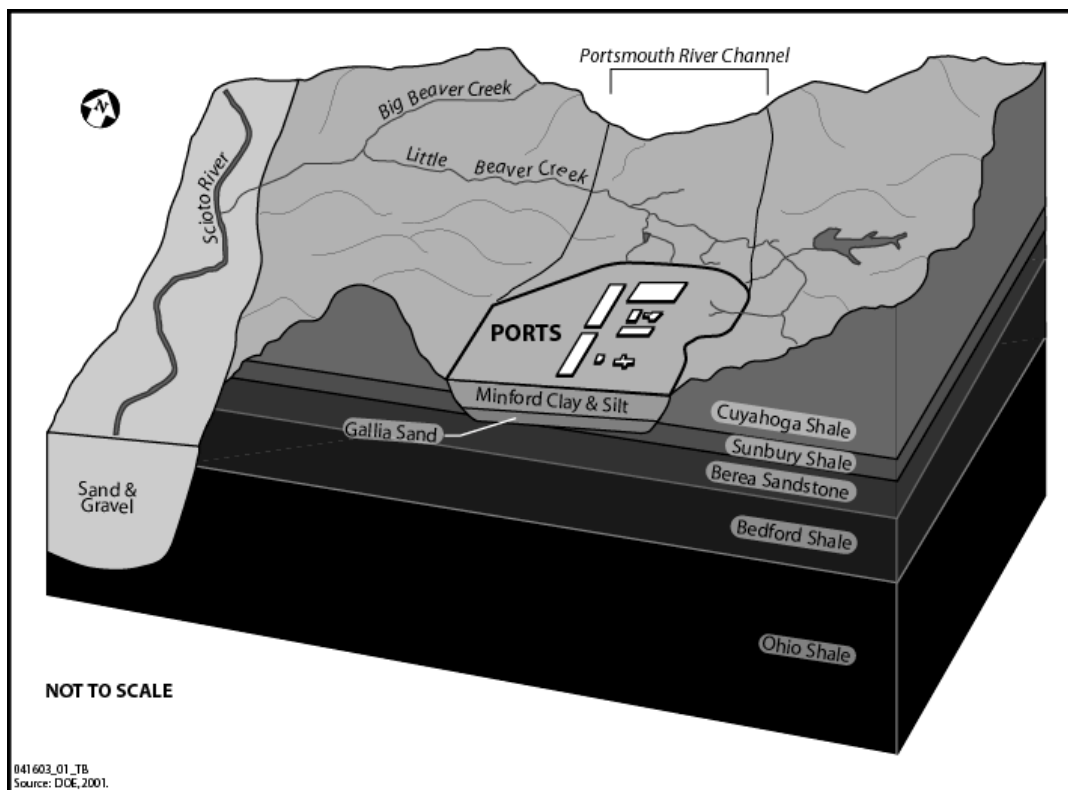 Portsmouth River Channel
N
Big Beaver Creek
Little Beaver Creek
Scioto River
PORTS
Minford Clay & Silt
Gallia Sand
Cuyahoga Shale
Sunbury Shale
Berea Sandstone
Sand &
Gravel
Bedford Shale
Ohio Shale
NOT TO SCALE
041603_01_TB
Source: DOE, 2001.